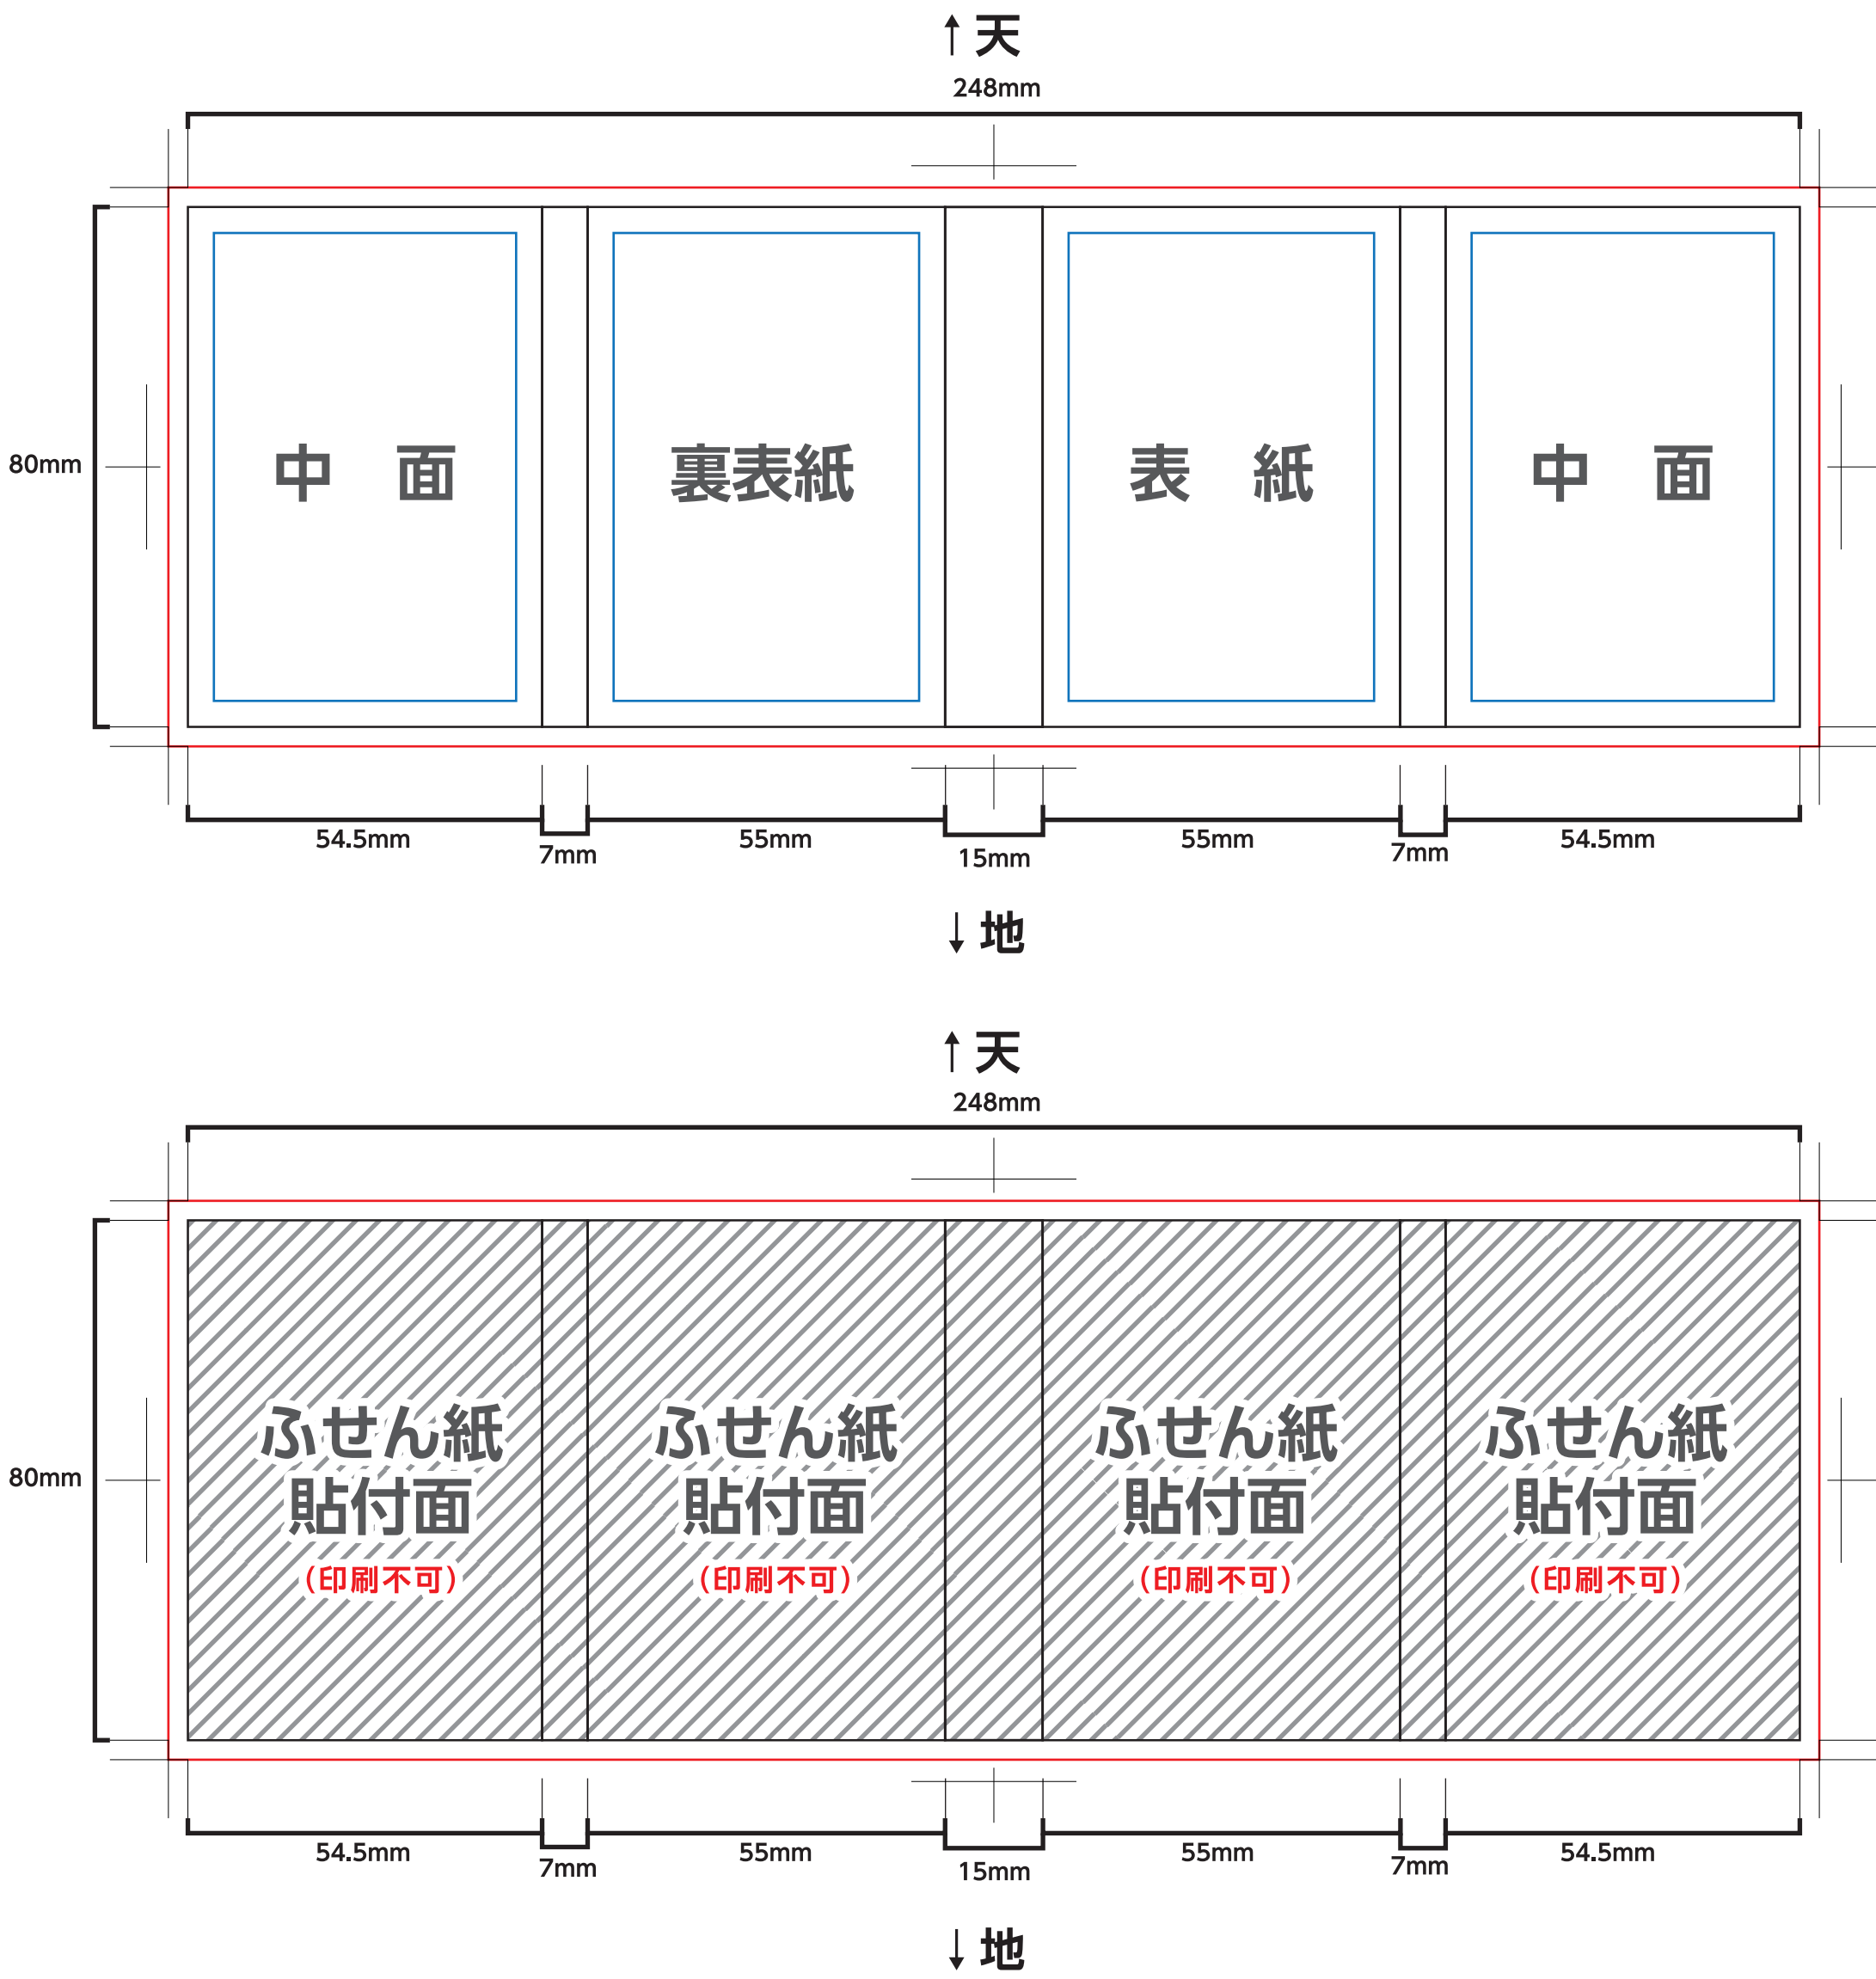 天
248mm
80mm
中　面
裏表紙
表　紙
中　面
54.5mm
7mm
55mm
15mm
55mm
7mm
54.5mm
地
天
248mm
80mm
ふせん紙
貼付面
(印刷不可)
ふせん紙
貼付面
(印刷不可)
ふせん紙
貼付面
(印刷不可)
ふせん紙
貼付面
(印刷不可)
54.5mm
7mm
55mm
15mm
55mm
7mm
54.5mm
地